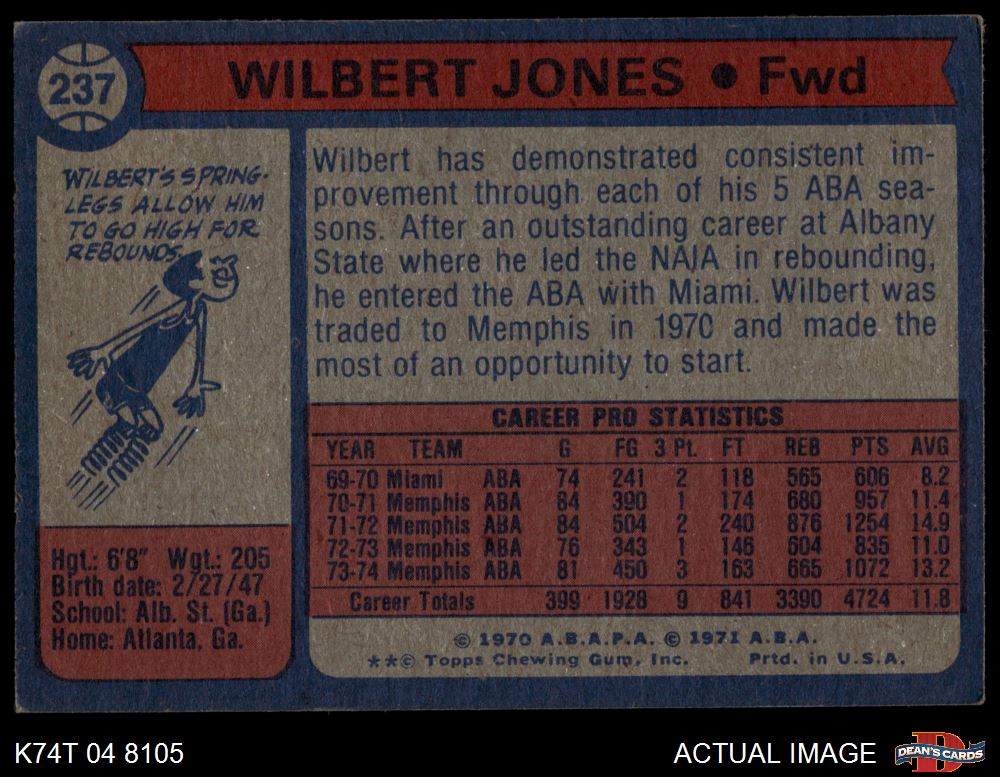 237
WILBERT JONES • Fwd
WILBERT'S SPRING-
LEGS ALLOW HIM
TO GO HIGH FOR
REBOUNDS.
Wilbert has demonstrated consistent im-
provement through each of his 5 ABA sea-
sons. After an outstanding career at Albany
State where he led the NAIA in rebounding,
he entered the ABA with Miami. Wilbert was
traded to Memphis in 1970 and made the
most of an opportunity to start.
Hgt.: 6'8" Wgt.: 205
Birth date: 2/27/47
School: Alb. St. (Ga.)
Home: Atlanta, Ga.
CAREER PRO STATISTICS
YEAR TEAM G FG 3 Pt. FT REB PTS AVG
69-70 Miami ABA 74 241 2 118 565 606 8.2
70-71 Memphis ABA 84 390 1 174 680 957 11.4
71-72 Memphis ABA 84 504 2 240 876 1254 14.9
72-73 Memphis ABA 76 343 1 146 604 835 11.0
73-74 Memphis ABA 81 450 3 163 665 1072 13.2
Career Totals 399 1928 9 841 3390 4724 11.8
© 1970 A.B.A.P.A. © 1971 A.B.A.
**© Topps Chewing Gum, Inc. Prtd. in U.S.A.
K74T 04 8105
ACTUAL IMAGE
D
DEAN'S CARDS